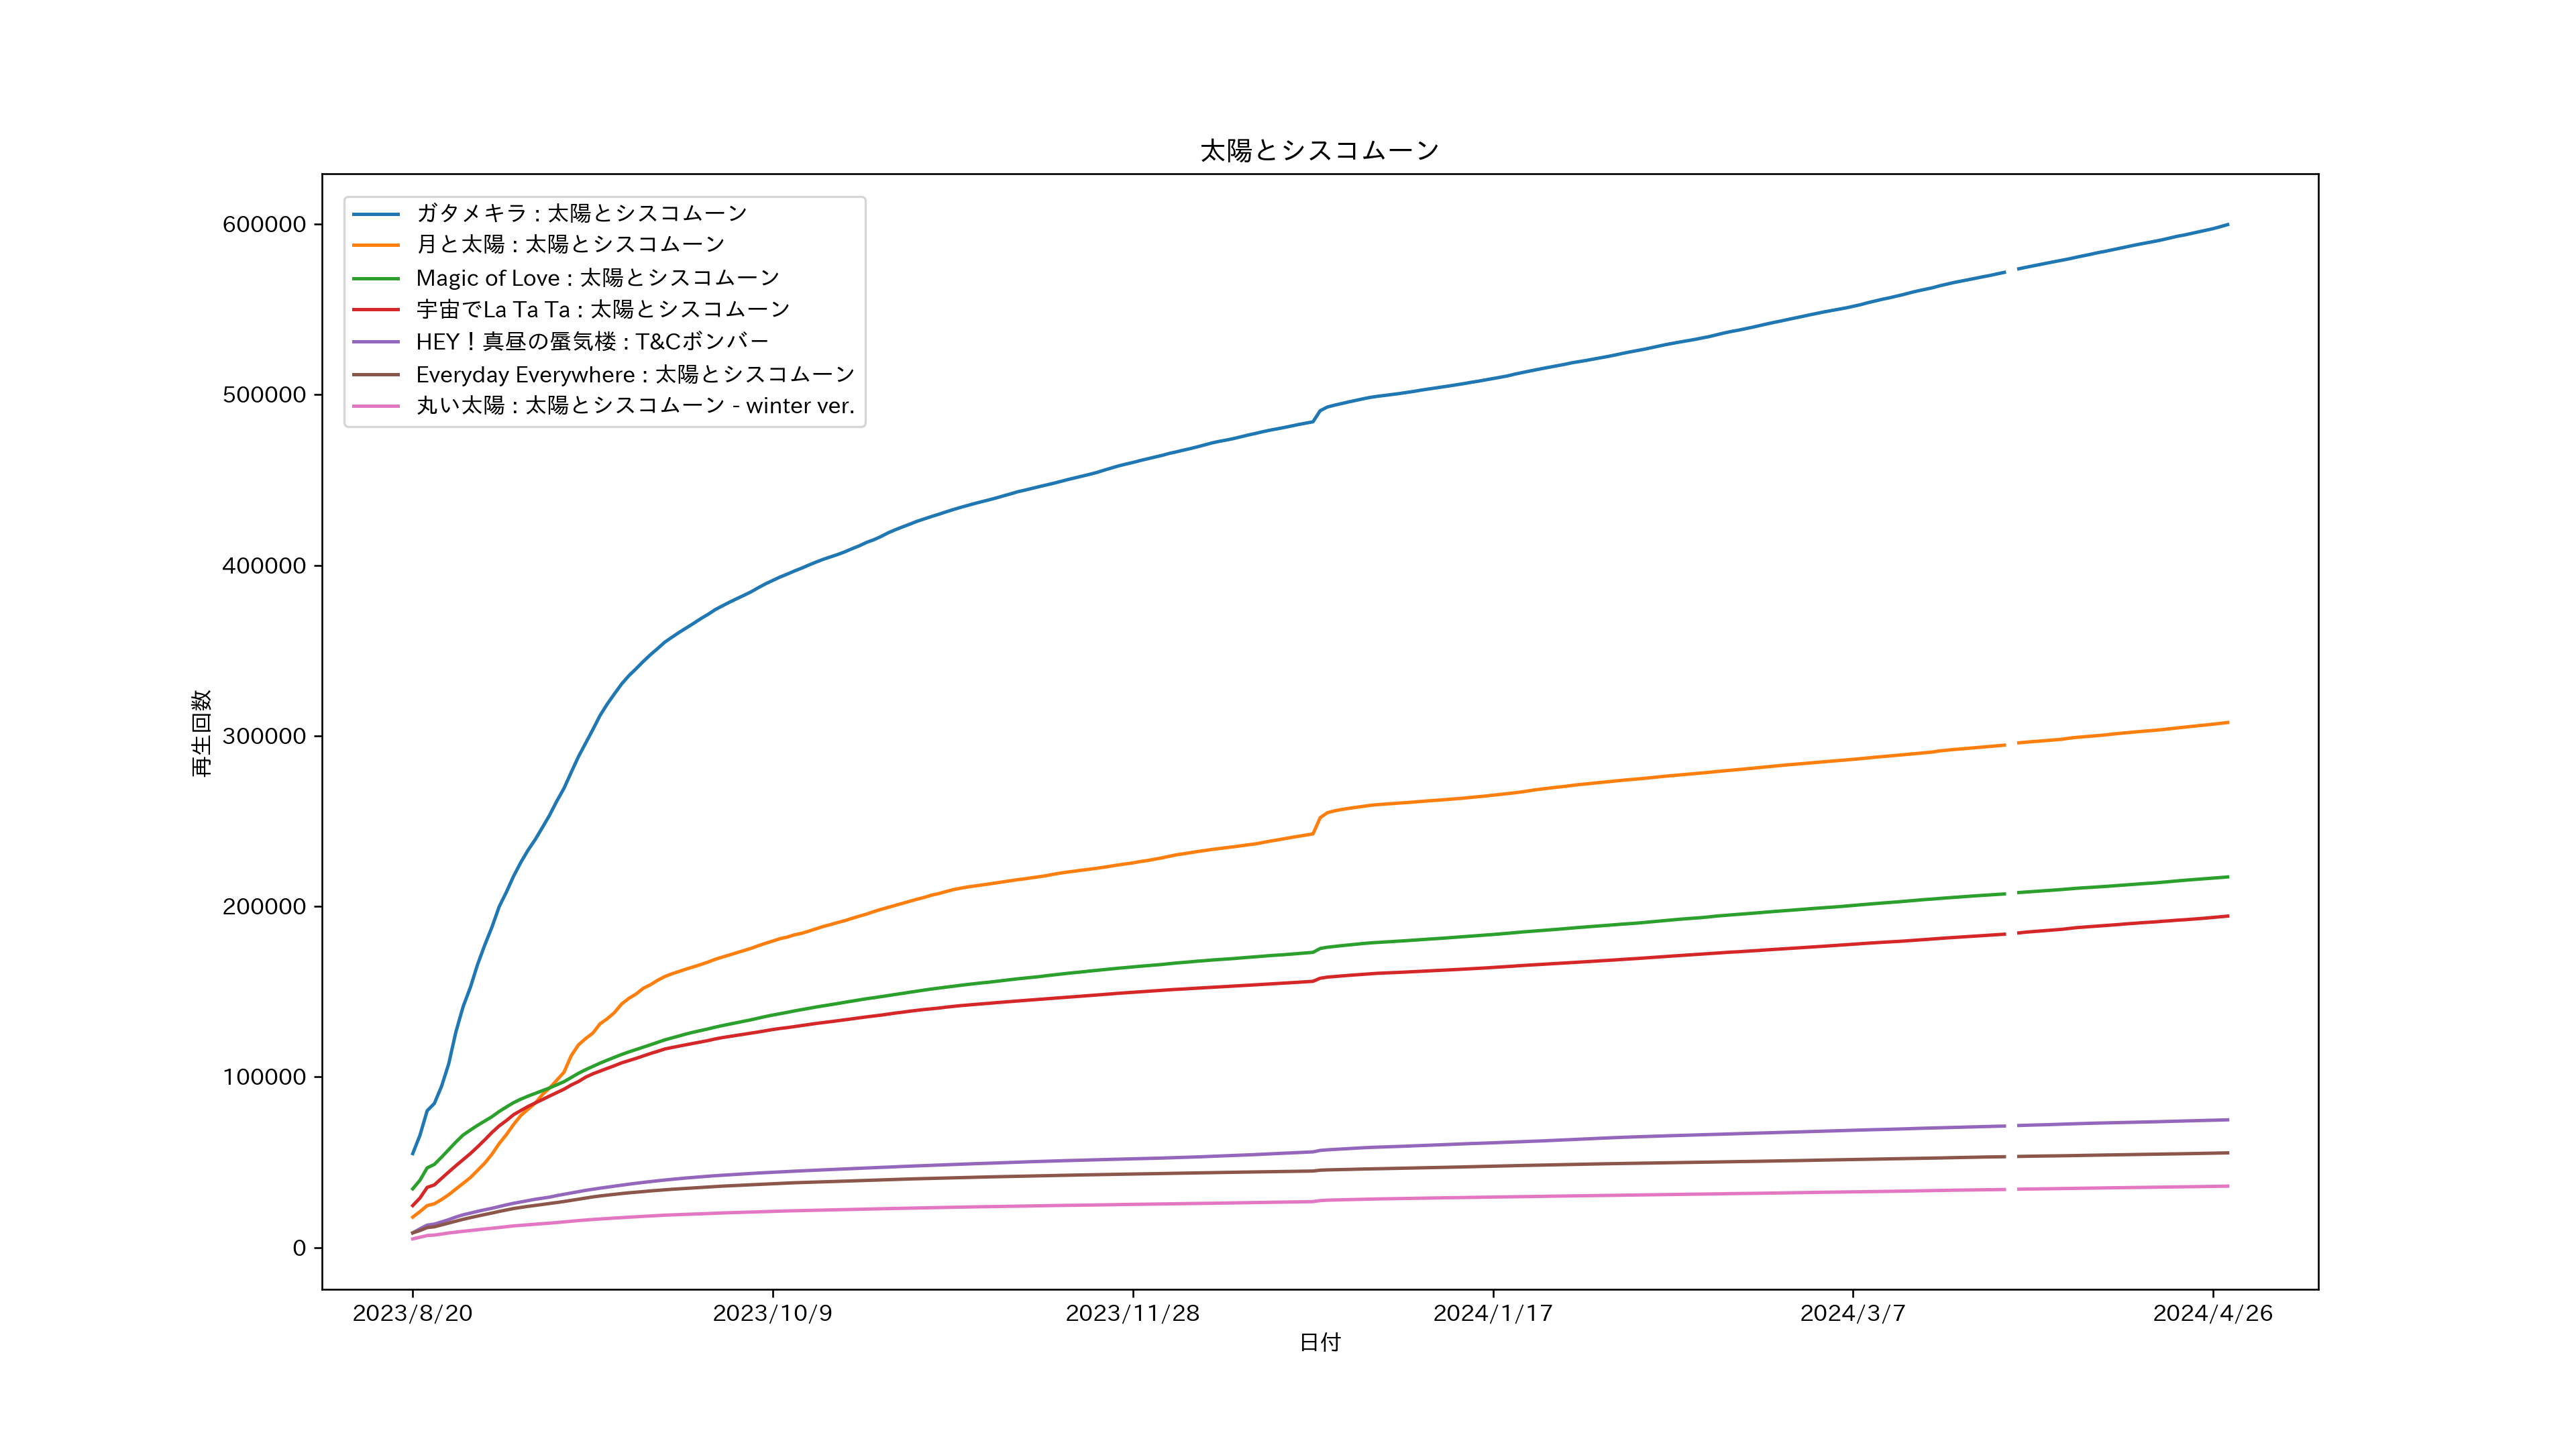 太陽とシスコムーン
ガタメキラ : 太陽とシスコムーン
月と太陽 : 太陽とシスコムーン
Magic of Love : 太陽とシスコムーン
宇宙でLa Ta Ta : 太陽とシスコムーン
HEY！真昼の蜃気楼 : T&Cボンバー
Everyday Everywhere : 太陽とシスコムーン
丸い太陽 : 太陽とシスコムーン - winter ver.
再生回数
600000
500000
400000
300000
200000
100000
0
2023/8/20
2023/10/9
2023/11/28
2024/1/17
2024/3/7
2024/4/26
日付